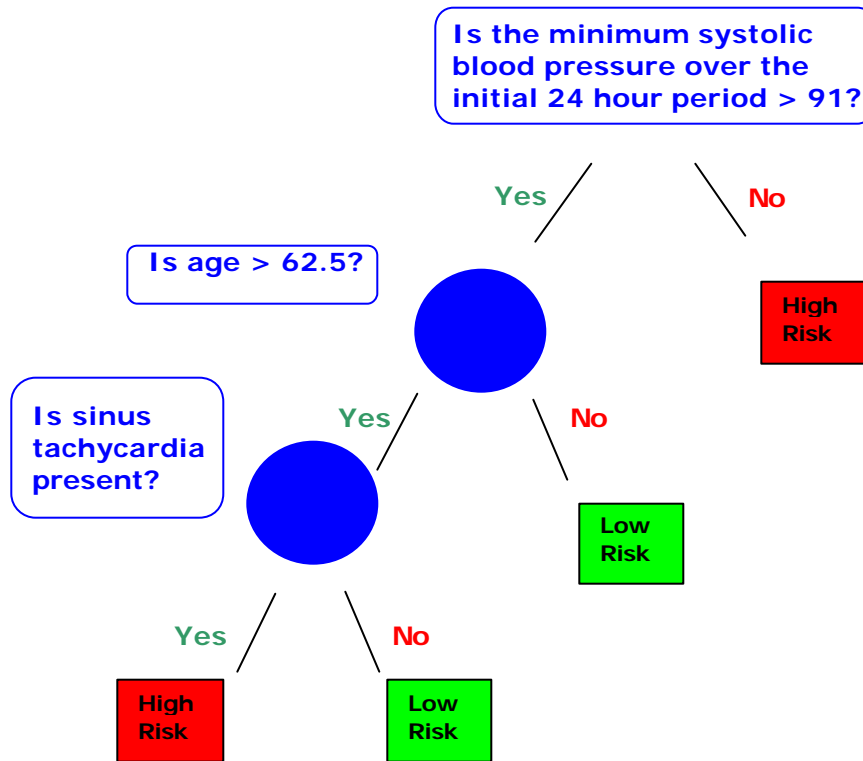 Is the minimum systolic
blood pressure over the
initial 24 hour period > 91?
Yes
No
Is age > 62.5?
High
Risk
Yes
No
Is sinus
tachycardia
present?
Low
Risk
Yes
No
High
Risk
Low
Risk